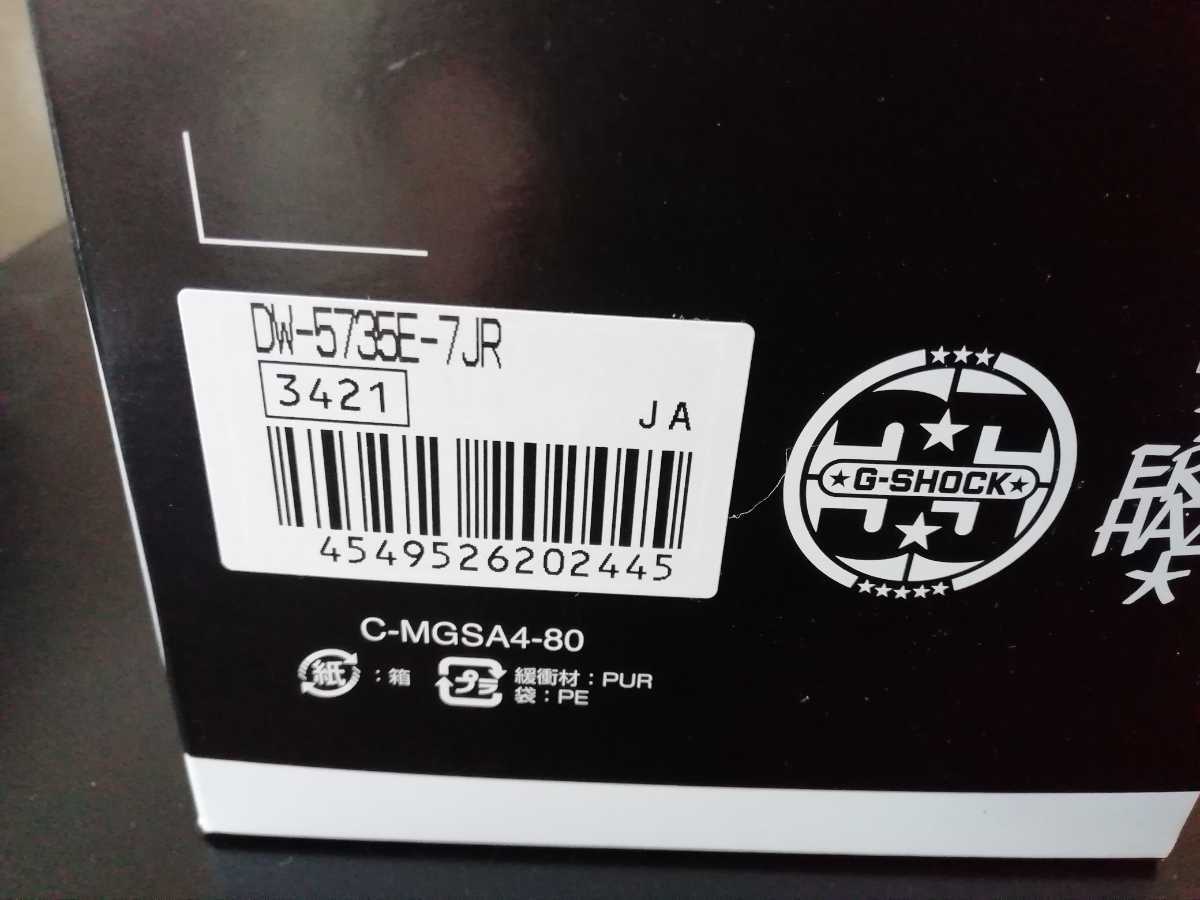 DW-5735E-7JR
3421
JA
4549526202445
G-SHOCK
C-MGSA4-80
紙 : 箱
プラ 緩衝材 : PUR
袋 : PE